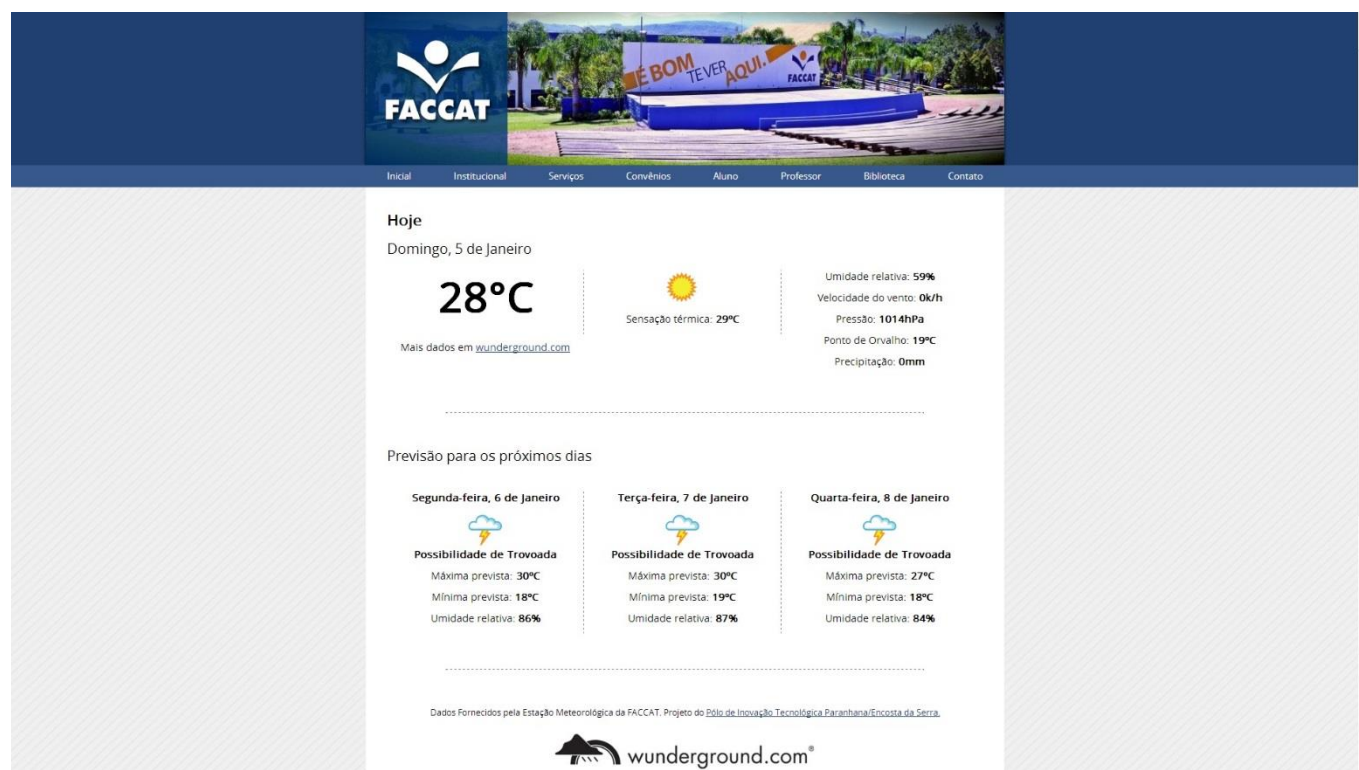 FACCAT
É BOM TE VER AQUI.
FACCAT
Inicial Institucional Serviços Convênios Aluno Professor Biblioteca Contato
Hoje
Domingo, 5 de Janeiro
28°C
Mais dados em wunderground.com
Sensação térmica: 29ºC
Umidade relativa: 59%
Velocidade do vento: 0k/h
Pressão: 1014hPa
Ponto de Orvalho: 19ºC
Precipitação: 0mm
Previsão para os próximos dias
Segunda-feira, 6 de Janeiro
Possibilidade de Trovoada
Máxima prevista: 30ºC
Mínima prevista: 18ºC
Umidade relativa: 86%
Terça-feira, 7 de Janeiro
Possibilidade de Trovoada
Máxima prevista: 30ºC
Mínima prevista: 19ºC
Umidade relativa: 87%
Quarta-feira, 8 de Janeiro
Possibilidade de Trovoada
Máxima prevista: 27ºC
Mínima prevista: 18ºC
Umidade relativa: 84%
Dados Fornecidos pela Estação Meteorológica da FACCAT. Projeto do Pólo de Inovação Tecnológica Paranhana/Encosta da Serra.
wunderground.com®